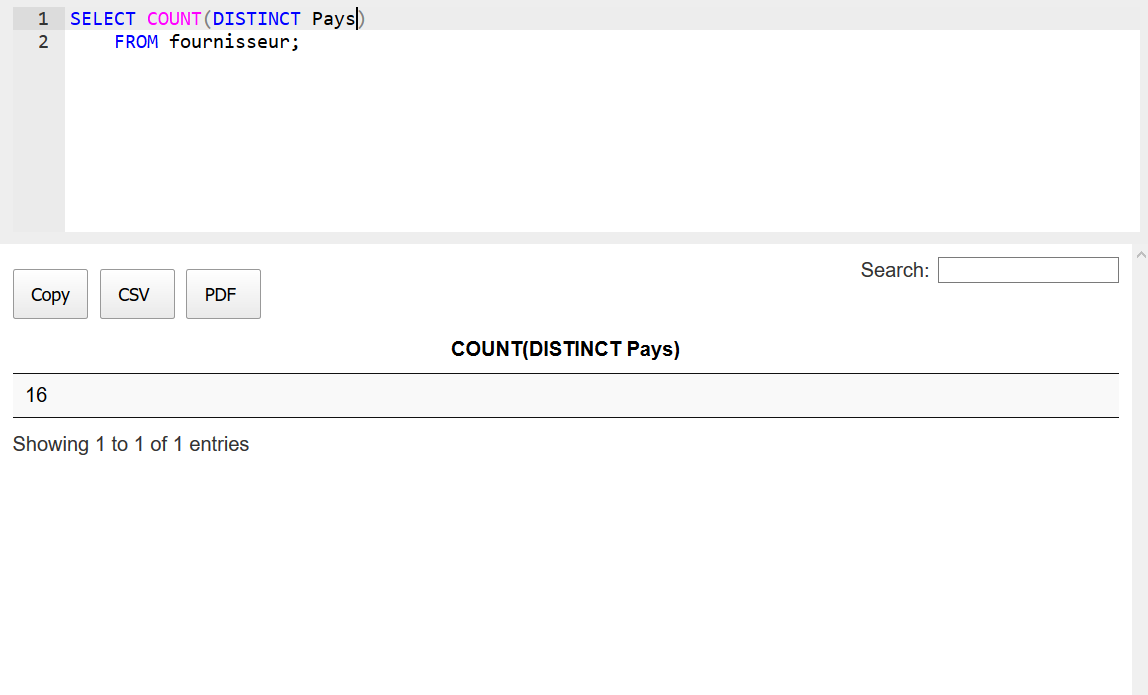 1 SELECT COUNT(DISTINCT Pays)
2 FROM fournisseur;
Search:
Copy CSV PDF
COUNT(DISTINCT Pays)
16
Showing 1 to 1 of 1 entries